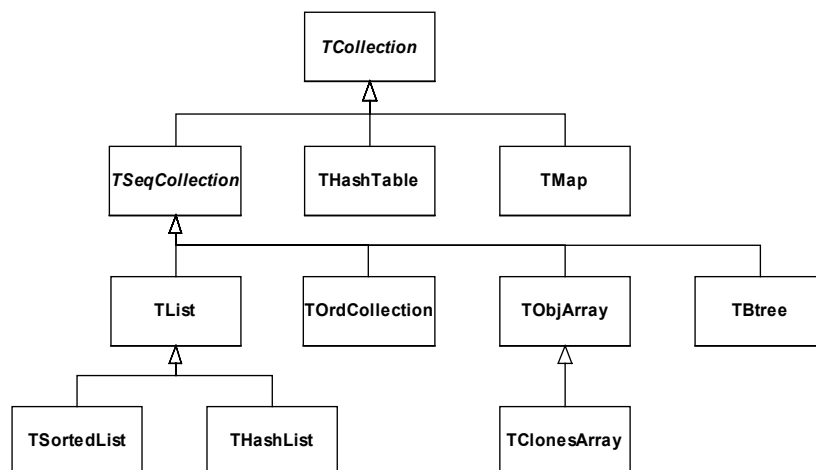 TCollection
TSeqCollection
THashTable
TMap
TList
TOrdCollection
TObjArray
TBtree
TSortedList
THashList
TClonesArray